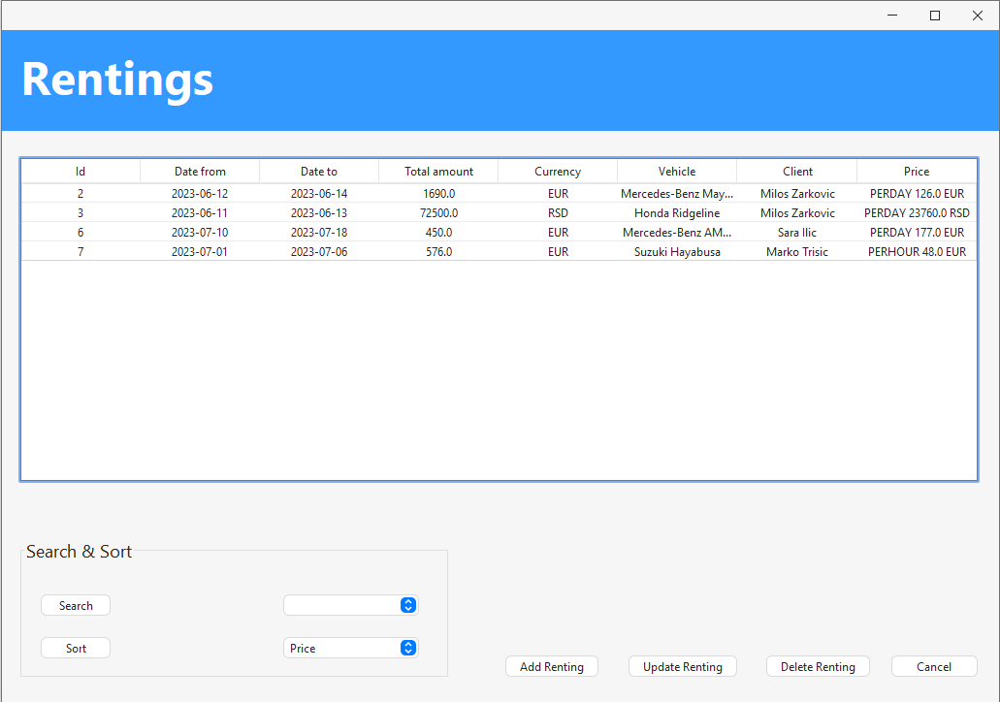 Rentings
Id Date from Date to Total amount Currency Vehicle Client Price
2 2023-06-12 2023-06-14 1690.0 EUR Mercedes-Benz May... Milos Zarkovic PERDAY 126.0 EUR
3 2023-06-11 2023-06-13 72500.0 RSD Honda Ridgeline Milos Zarkovic PERDAY 23760.0 RSD
6 2023-07-10 2023-07-18 450.0 EUR Mercedes-Benz AM... Sara Ilic PERDAY 177.0 EUR
7 2023-07-01 2023-07-06 576.0 EUR Suzuki Hayabusa Marko Trisic PERHOUR 48.0 EUR
Search & Sort
Search
Sort Price
Add Renting Update Renting Delete Renting Cancel